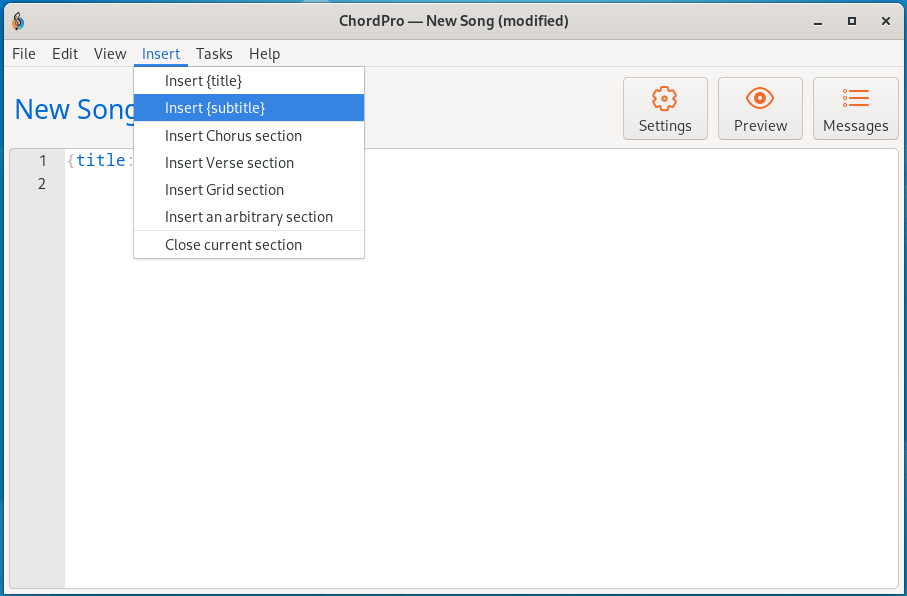 ChordPro — New Song (modified)
File Edit View Insert Tasks Help
Insert {title}
Insert {subtitle}
Insert Chorus section
Insert Verse section
Insert Grid section
Insert an arbitrary section
Close current section
New Song
Settings Preview Messages
1 {title:
2